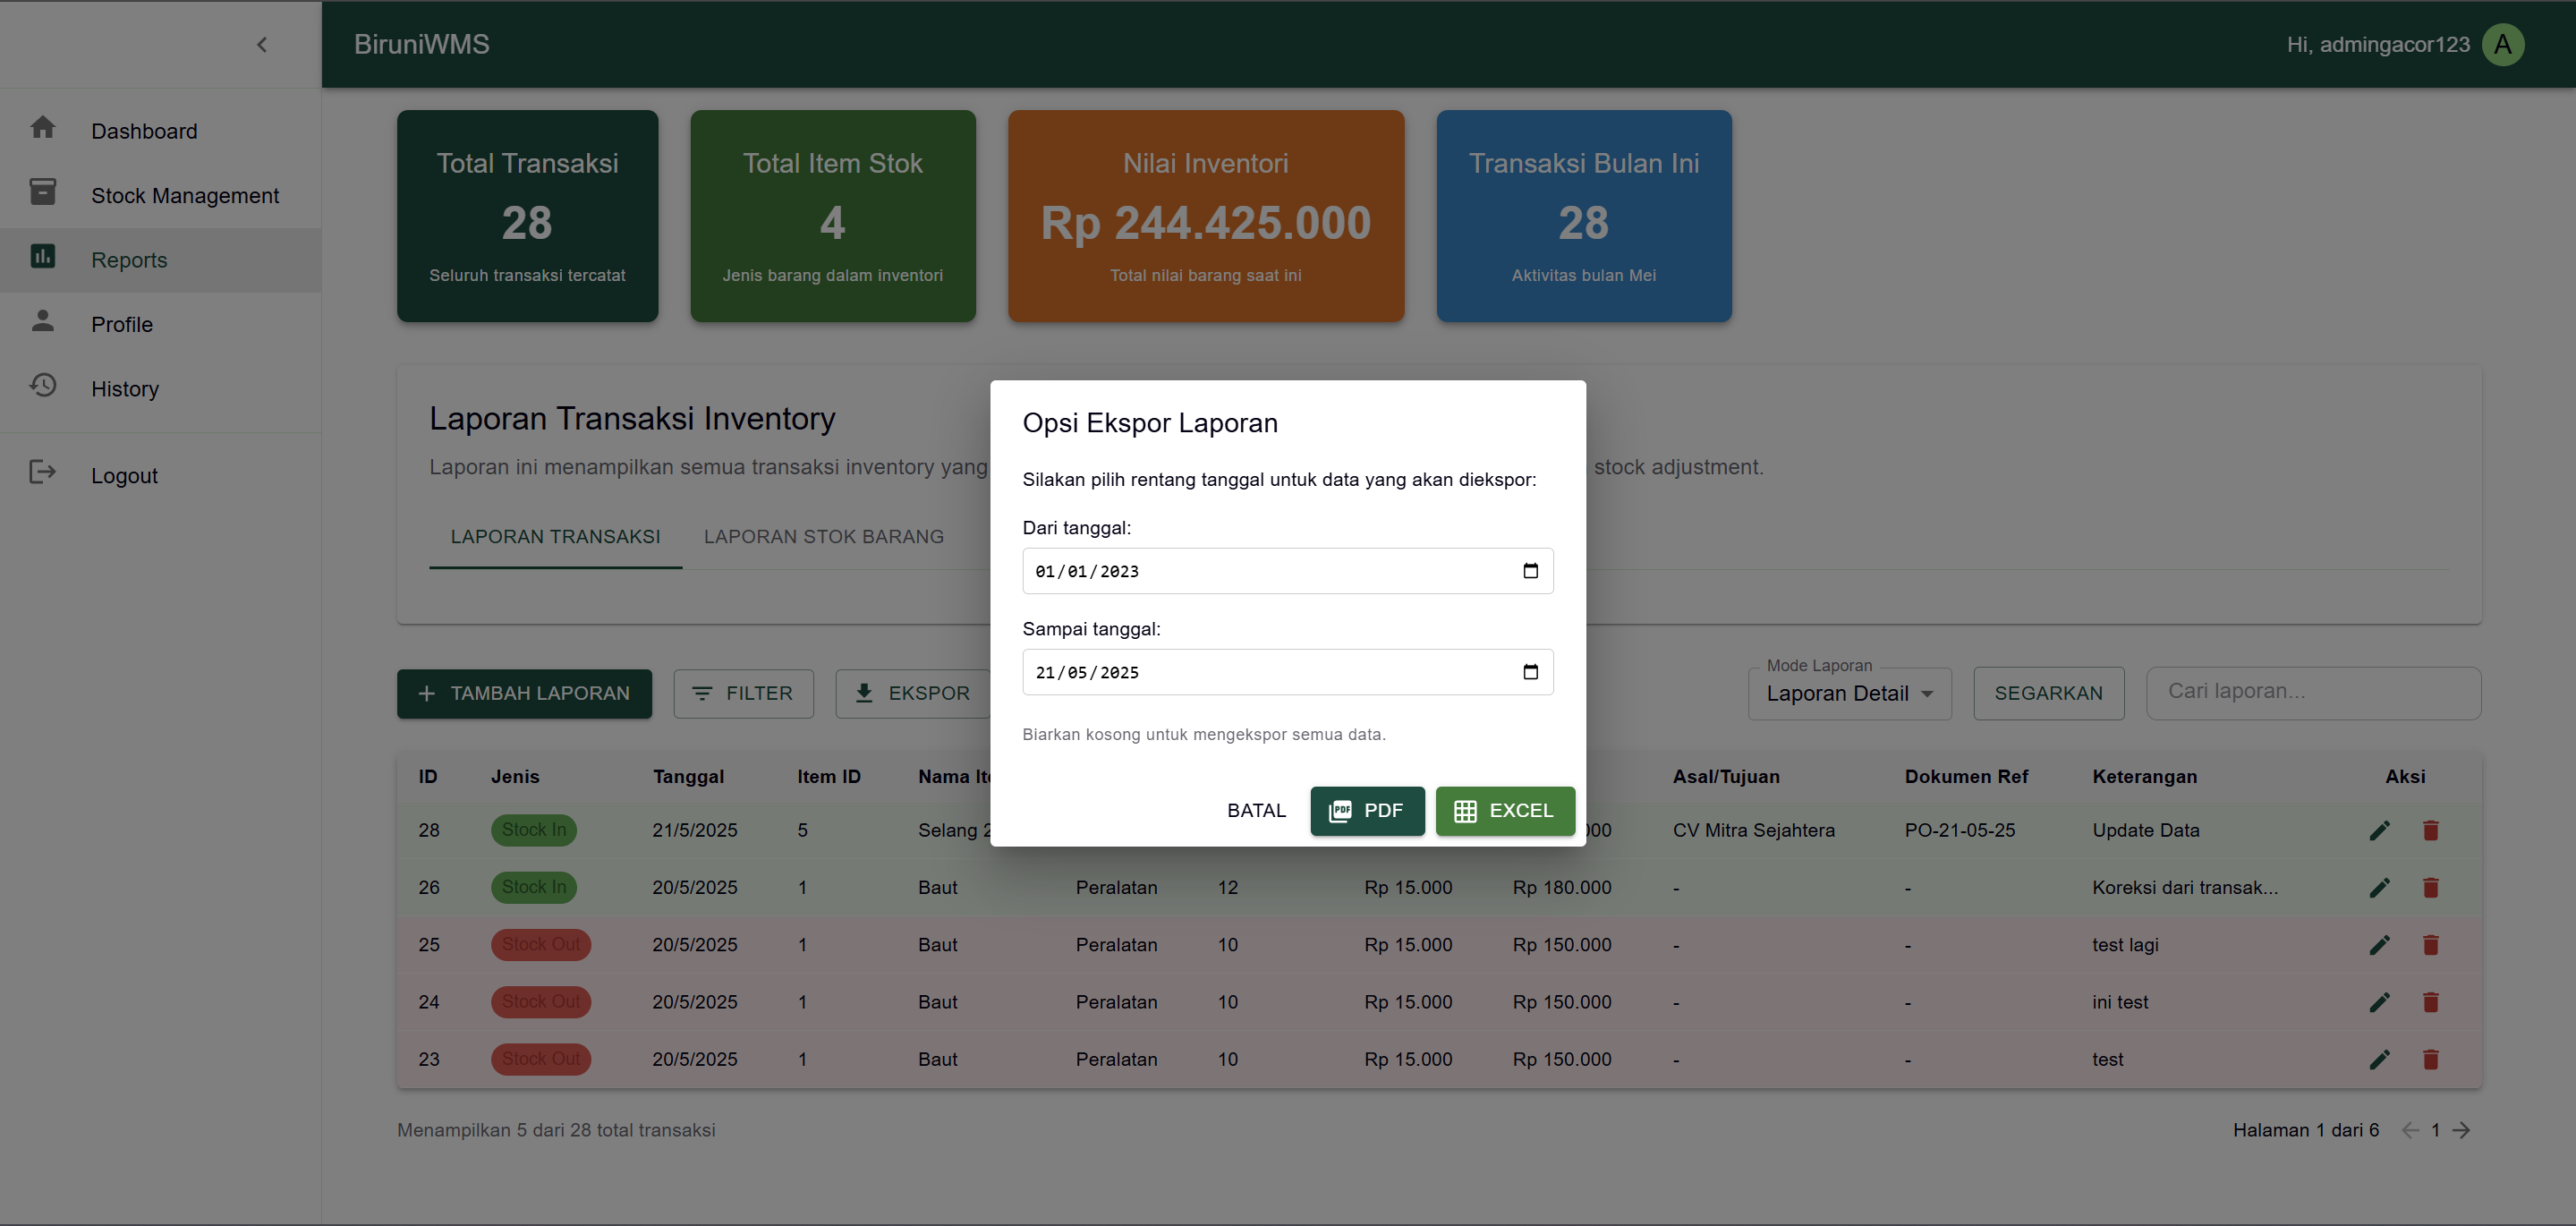 BiruniWMS
Hi, admingacor123
A
Dashboard
Stock Management
Reports
Profile
History
Logout
Total Transaksi
28
Seluruh transaksi tercatat
Total Item Stok
4
Jenis barang dalam inventori
Nilai Inventori
Rp 244.425.000
Total nilai barang saat ini
Transaksi Bulan Ini
28
Aktivitas bulan Mei
Laporan Transaksi Inventory
Laporan ini menampilkan semua transaksi inventory yang
stock adjustment.
LAPORAN TRANSAKSI
LAPORAN STOK BARANG
Opsi Ekspor Laporan
Silakan pilih rentang tanggal untuk data yang akan diekspor:
Dari tanggal:
01/01/2023
Sampai tanggal:
21/05/2025
Biarkan kosong untuk mengekspor semua data.
BATAL
PDF
EXCEL
TAMBAH LAPORAN
FILTER
EKSPOR
Mode Laporan
Laporan Detail
SEGARKAN
Cari laporan...
ID Jenis Tanggal Item ID Nama Asal/Tujuan Dokumen Ref Keterangan Aksi
28 Stock In 21/5/2025 5 Selang CV Mitra Sejahtera PO-21-05-25 Update Data
26 Stock In 20/5/2025 1 Baut Peralatan 12 Rp 15.000 Rp 180.000 - - Koreksi dari transak...
25 Stock Out 20/5/2025 1 Baut Peralatan 10 Rp 15.000 Rp 150.000 - - test lagi
24 Stock Out 20/5/2025 1 Baut Peralatan 10 Rp 15.000 Rp 150.000 - - ini test
23 Stock Out 20/5/2025 1 Baut Peralatan 10 Rp 15.000 Rp 150.000 - - test
Menampilkan 5 dari 28 total transaksi
Halaman 1 dari 6
1